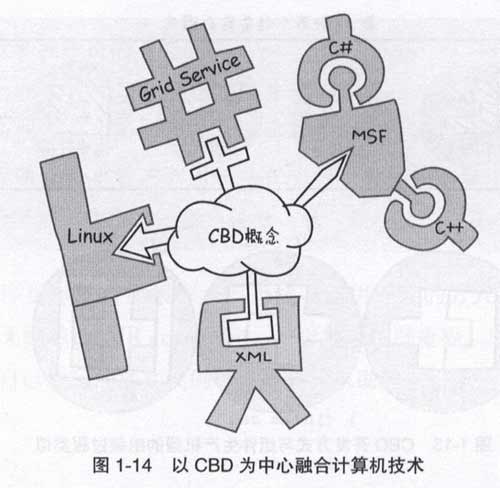 C#
Grid Service
MSF
C++
Linux
CBD概念
XML
图 1-14 以 CBD 为中心融合计算机技术